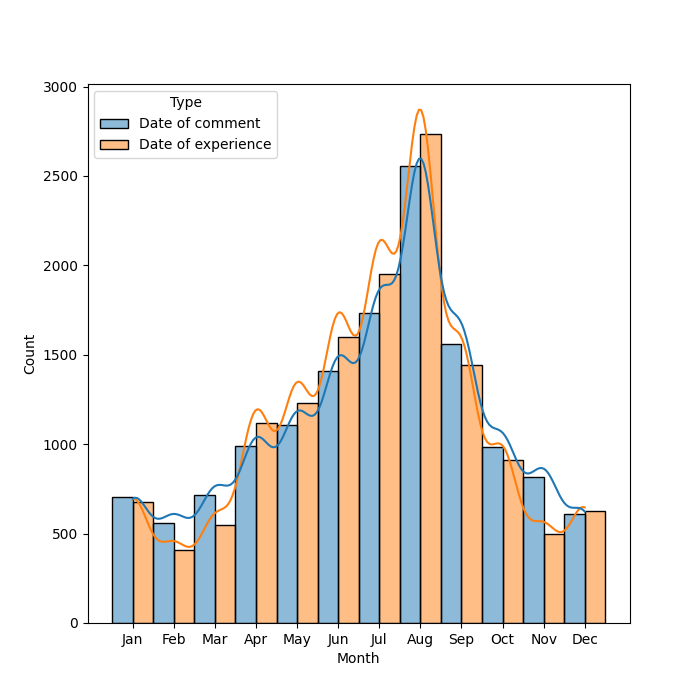 3000
2500
2000
1500
1000
500
0
Count
Type
Date of comment
Date of experience
Jan Feb Mar Apr May Jun Jul Aug Sep Oct Nov Dec
Month